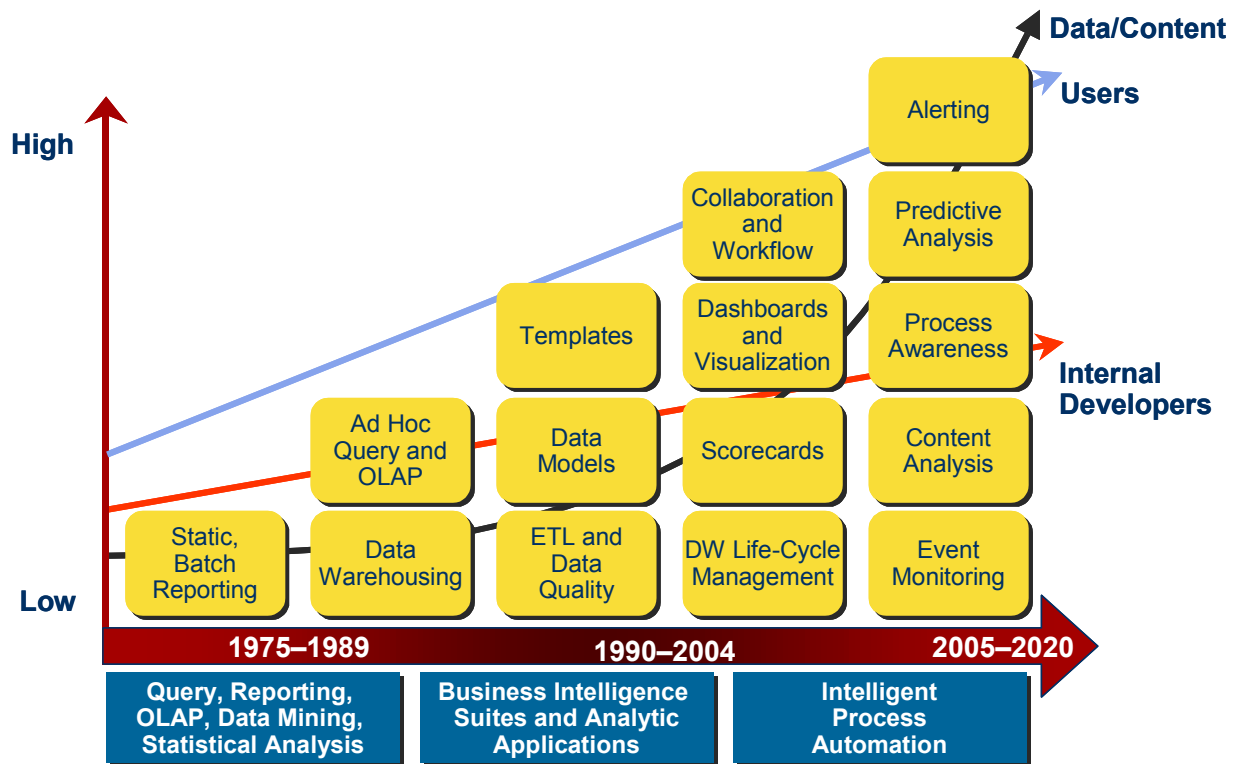 Data/Content
Users
High
Alerting
Collaboration
and
Workflow
Predictive
Analysis
Templates
Dashboards
and
Visualization
Process
Awareness
Internal
Developers
Ad Hoc
Query and
OLAP
Data
Models
Scorecards
Content
Analysis
Low
Static,
Batch
Reporting
Data
Warehousing
ETL and
Data
Quality
DW Life-Cycle
Management
Event
Monitoring
1975–1989
1990–2004
2005–2020
Query, Reporting,
OLAP, Data Mining,
Statistical Analysis
Business Intelligence
Suites and Analytic
Applications
Intelligent
Process
Automation